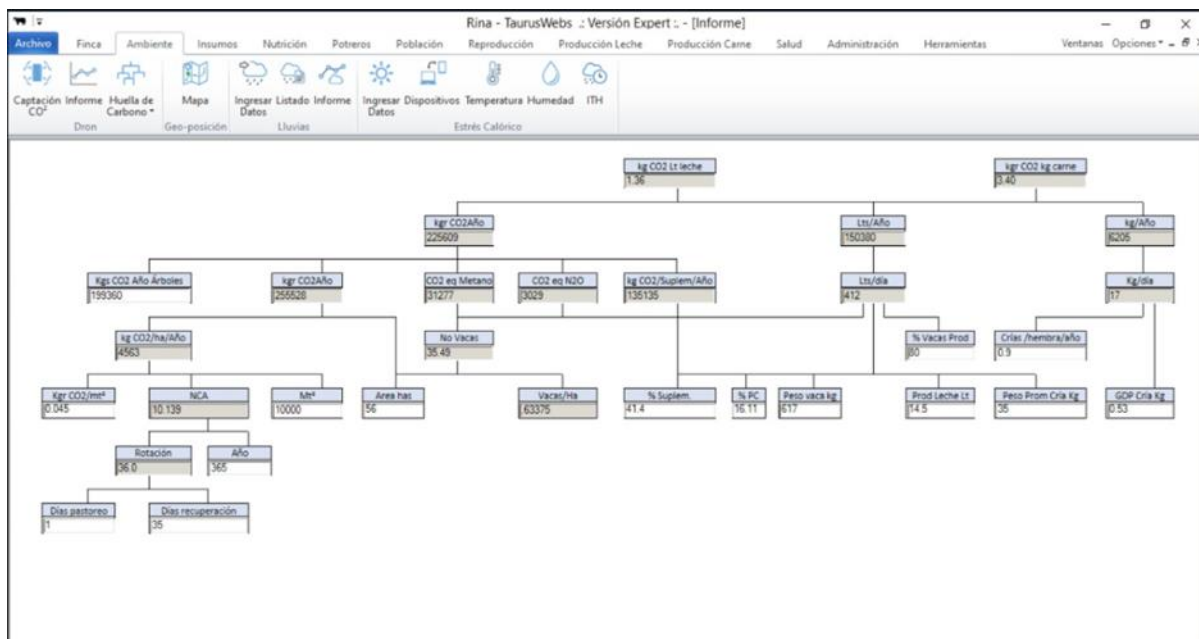 Rina - TaurusWebs .: Versión Expert :. - [Informe]
Archivo Finca Ambiente Insumos Nutrición Potreros Población Reproducción Producción Leche Producción Carne Salud Administración Herramientas Ventanas Opciones
Captación CO² Informe Huella de Carbono Mapa Ingresar Datos Listado Informe Ingresar Datos Dispositivos Temperatura Humedad ITH
Dron Geo-posición Lluvias Estrés Calórico
kg CO2 Lt leche kgr CO2 kg carne
1.36 3.40
kgr CO2Año Lts/Año kg/Año
225609 150380 6205
Kgs CO2 Año Árboles kgr CO2Año CO2 eq Metano CO2 eq N2O kg CO2/Suplem/Año Lts/día Kg/día
199360 255528 31277 3029 135135 412 17
kg CO2/ha/Año No Vacas % Vacas Prod Crías /hembra/año
4563 35.49 80 0.9
Kgr CO2/mt² NCA Mt² Area has Vacas/Ha % Suplem. % PC Peso vaca kg Prod Leche Lt Peso Prom Cría Kg GDP Cría Kg
0.045 10.139 10000 56 .63375 41.4 16.11 617 14.5 35 0.53
Rotación Año
36.0 365
Días pastoreo Días recuperación
1 35